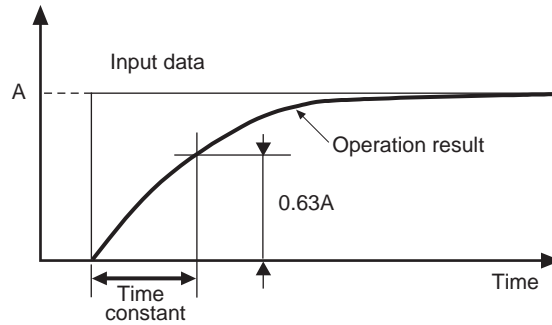 Input data
A
Operation result
0.63A
Time
Time
constant